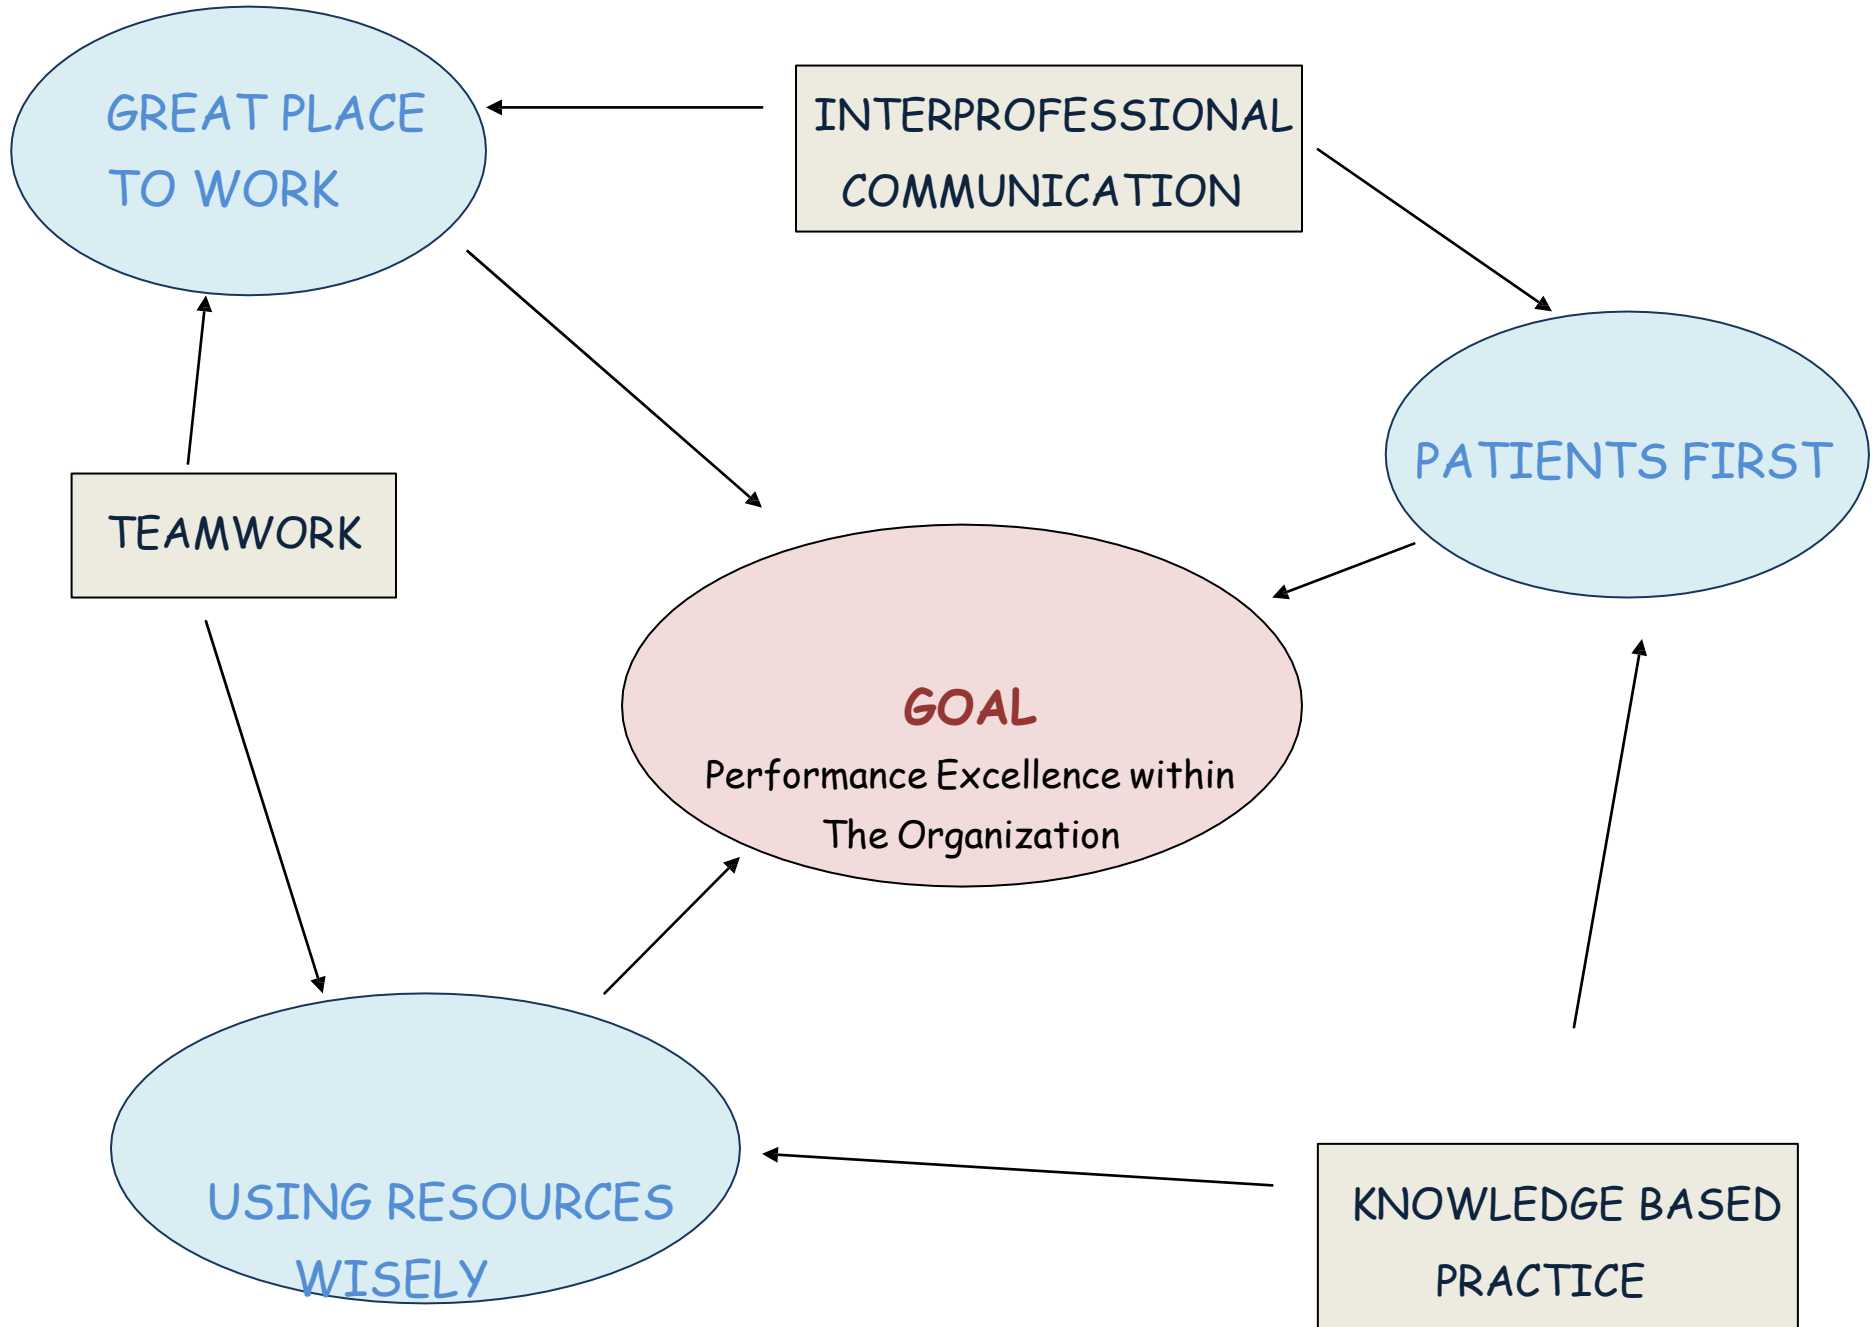 GREAT PLACE
TO WORK
INTERPROFESSIONAL
COMMUNICATION
PATIENTS FIRST
TEAMWORK
GOAL
Performance Excellence within
The Organization
USING RESOURCES
WISELY
KNOWLEDGE BASED
PRACTICE